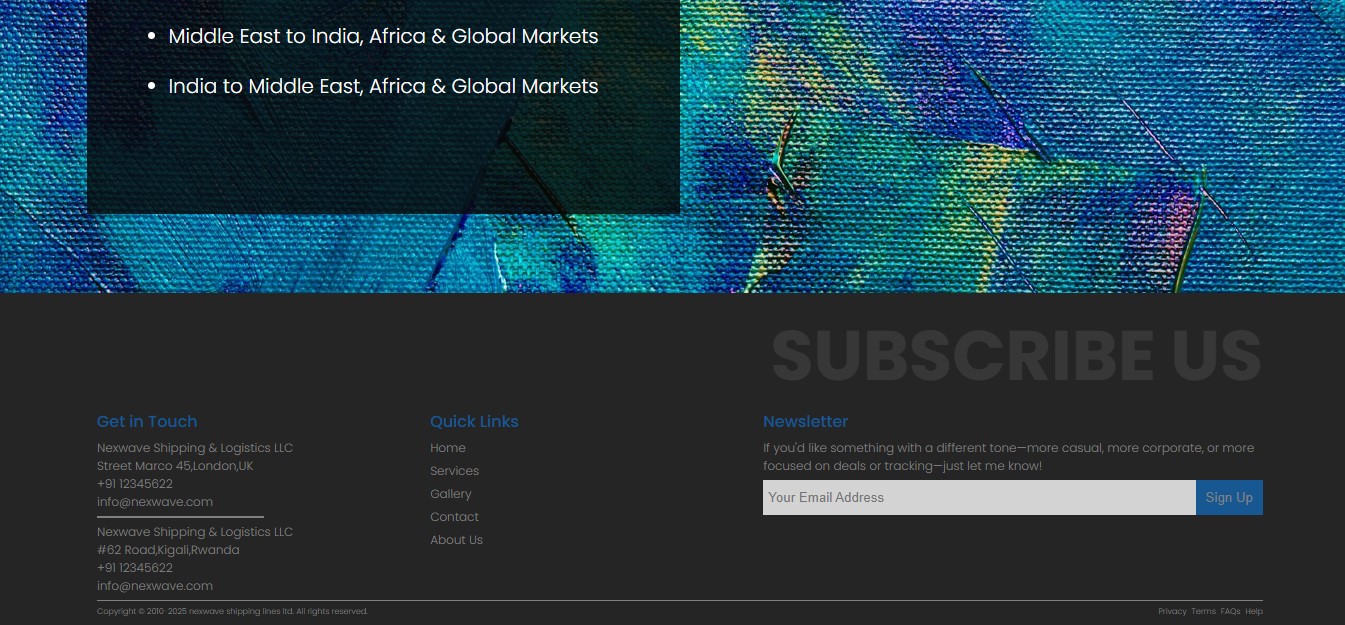 Middle East to India, Africa & Global Markets
India to Middle East, Africa & Global Markets
SUBSCRIBE US
Get in Touch
Nexwave Shipping & Logistics LLC
Street Marco 45,London,UK
+91 12345622
info@nexwave.com
Nexwave Shipping & Logistics LLC
#62 Road,Kigali,Rwanda
+91 12345622
info@nexwave.com
Quick Links
Home
Services
Gallery
Contact
About Us
Newsletter
If you'd like something with a different tone—more casual, more corporate, or more
focused on deals or tracking—just let me know!
Your Email Address
Sign Up
Copyright © 2010-2025 nexwave shipping lines ltd. All rights reserved.
Privacy Terms FAQs Help